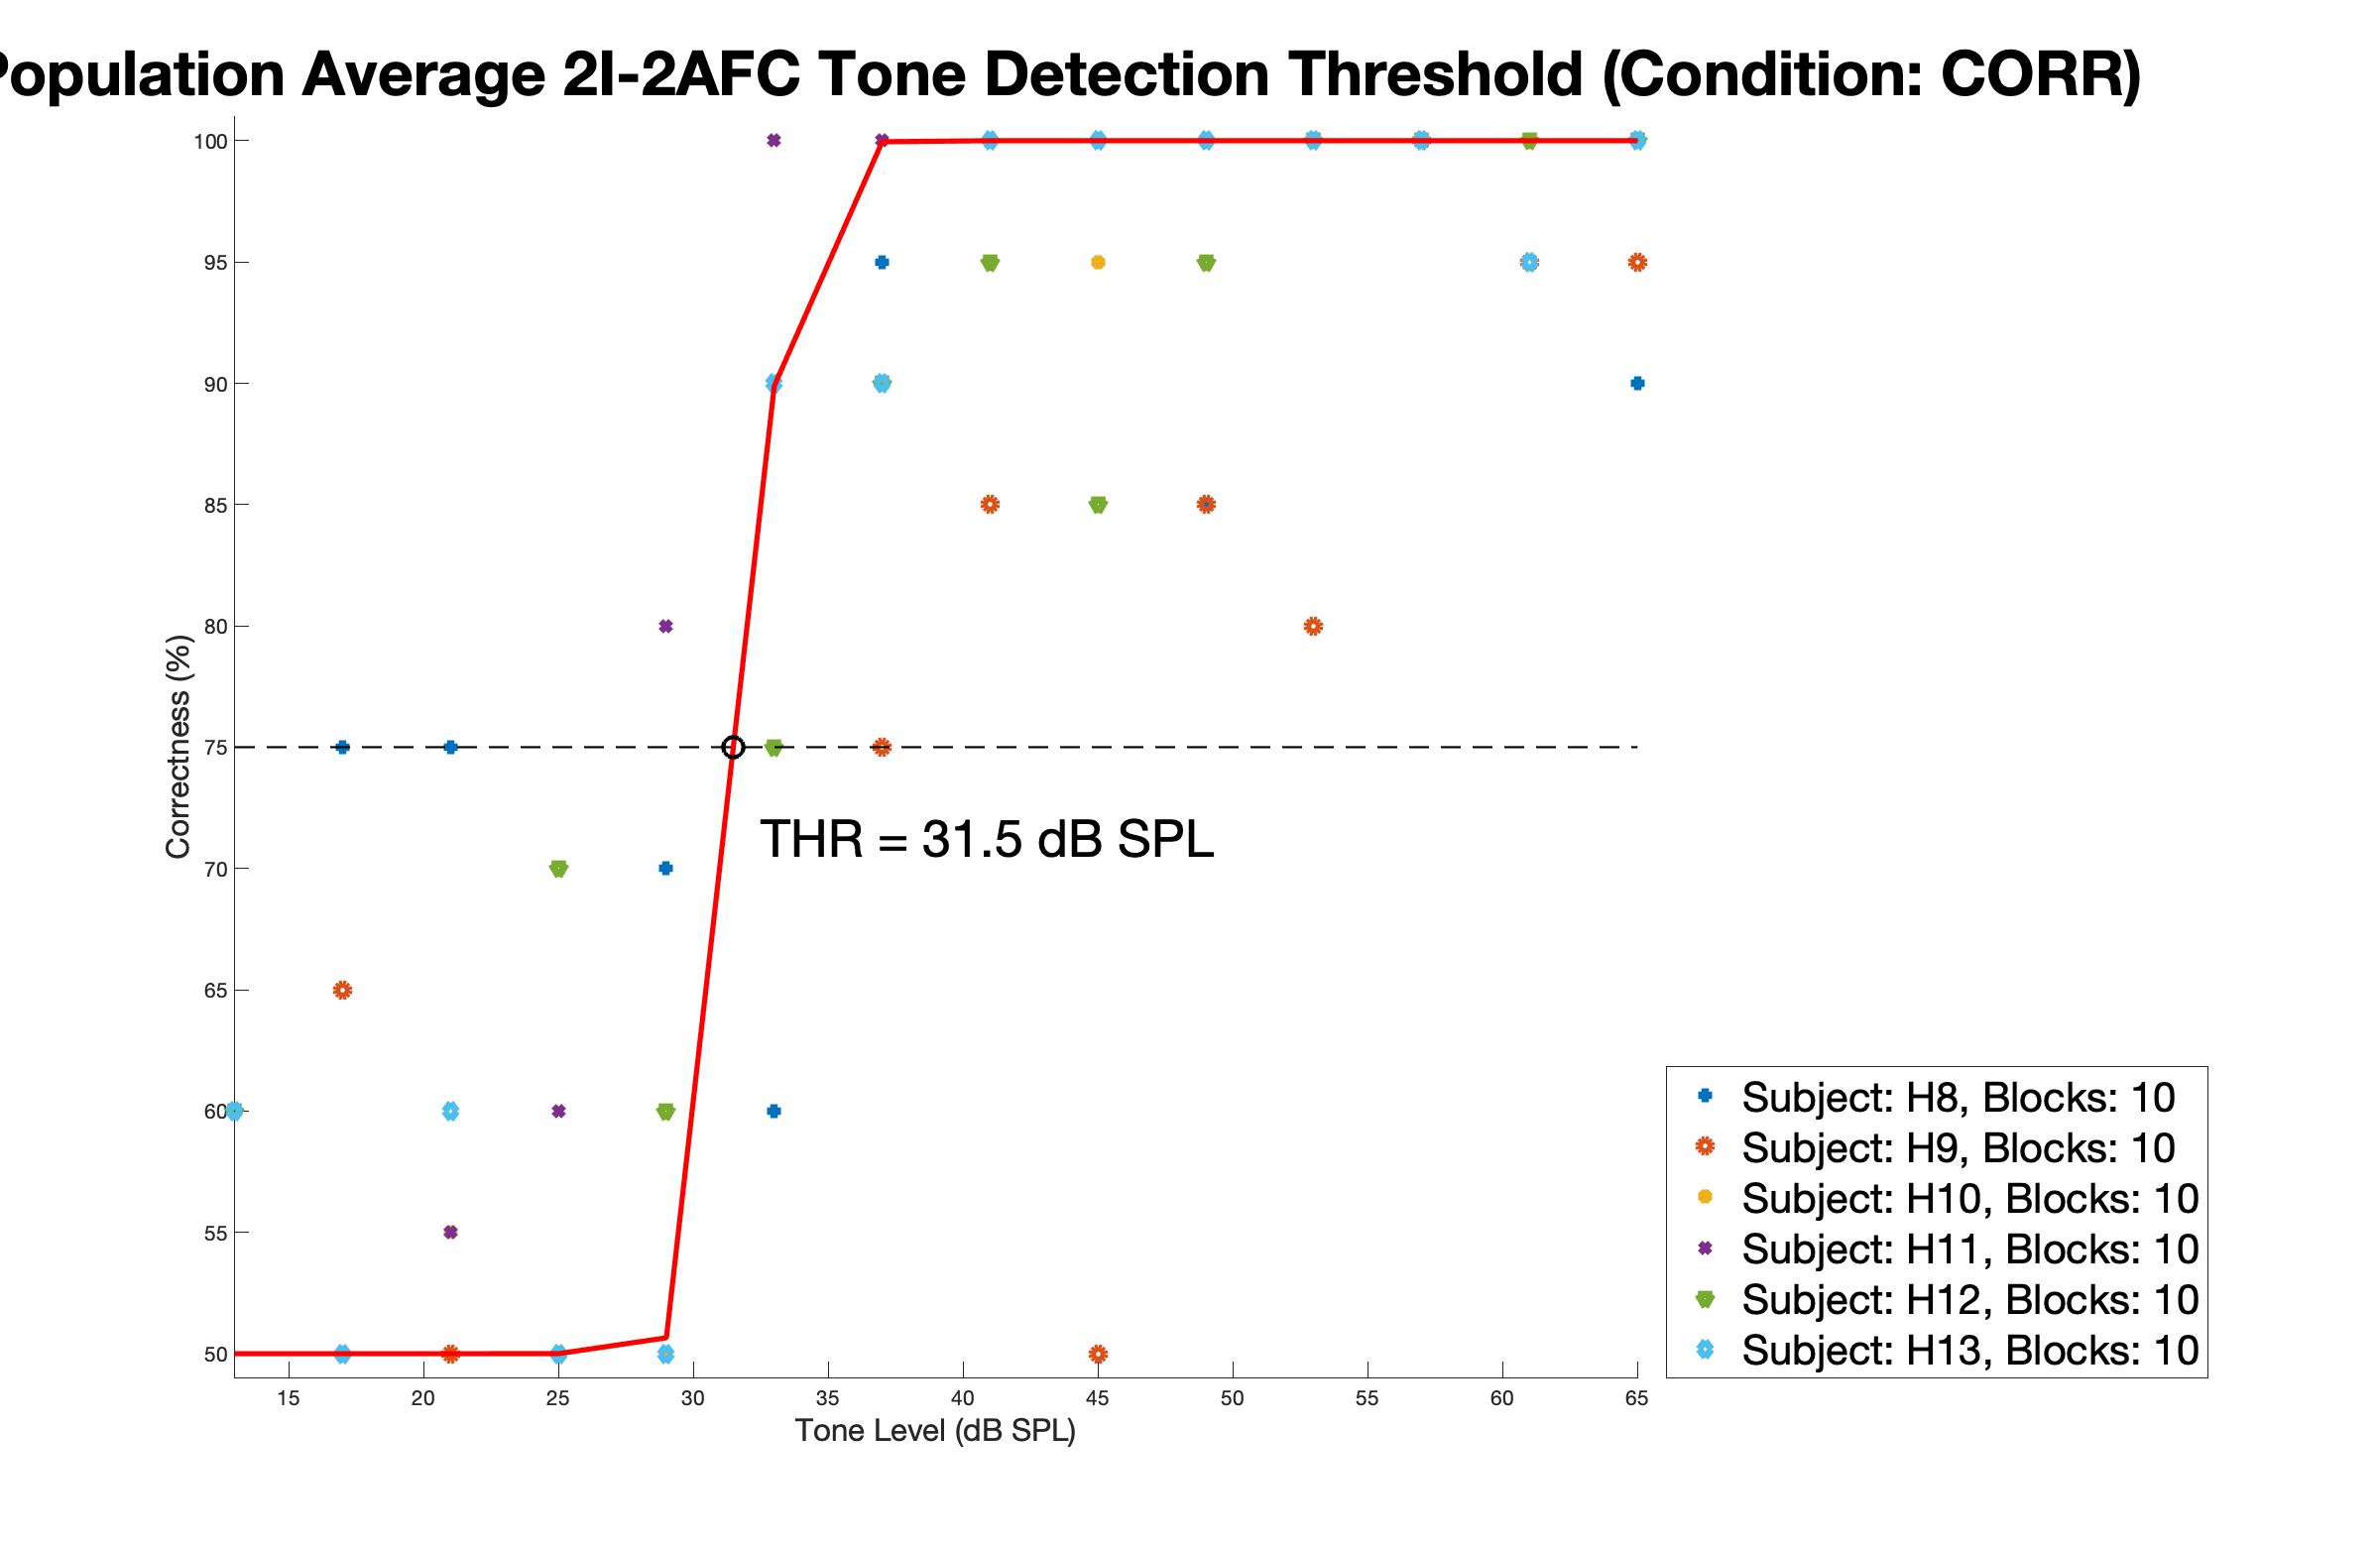 Population Average 2I-2AFC Tone Detection Threshold (Condition: CORR)
100
95
90
85
80
75
70
65
60
55
50
Correctness (%)
THR = 31.5 dB SPL
15 20 25 30 35 40 45 50 55 60 65
Tone Level (dB SPL)
Subject: H8, Blocks: 10
Subject: H9, Blocks: 10
Subject: H10, Blocks: 10
Subject: H11, Blocks: 10
Subject: H12, Blocks: 10
Subject: H13, Blocks: 10